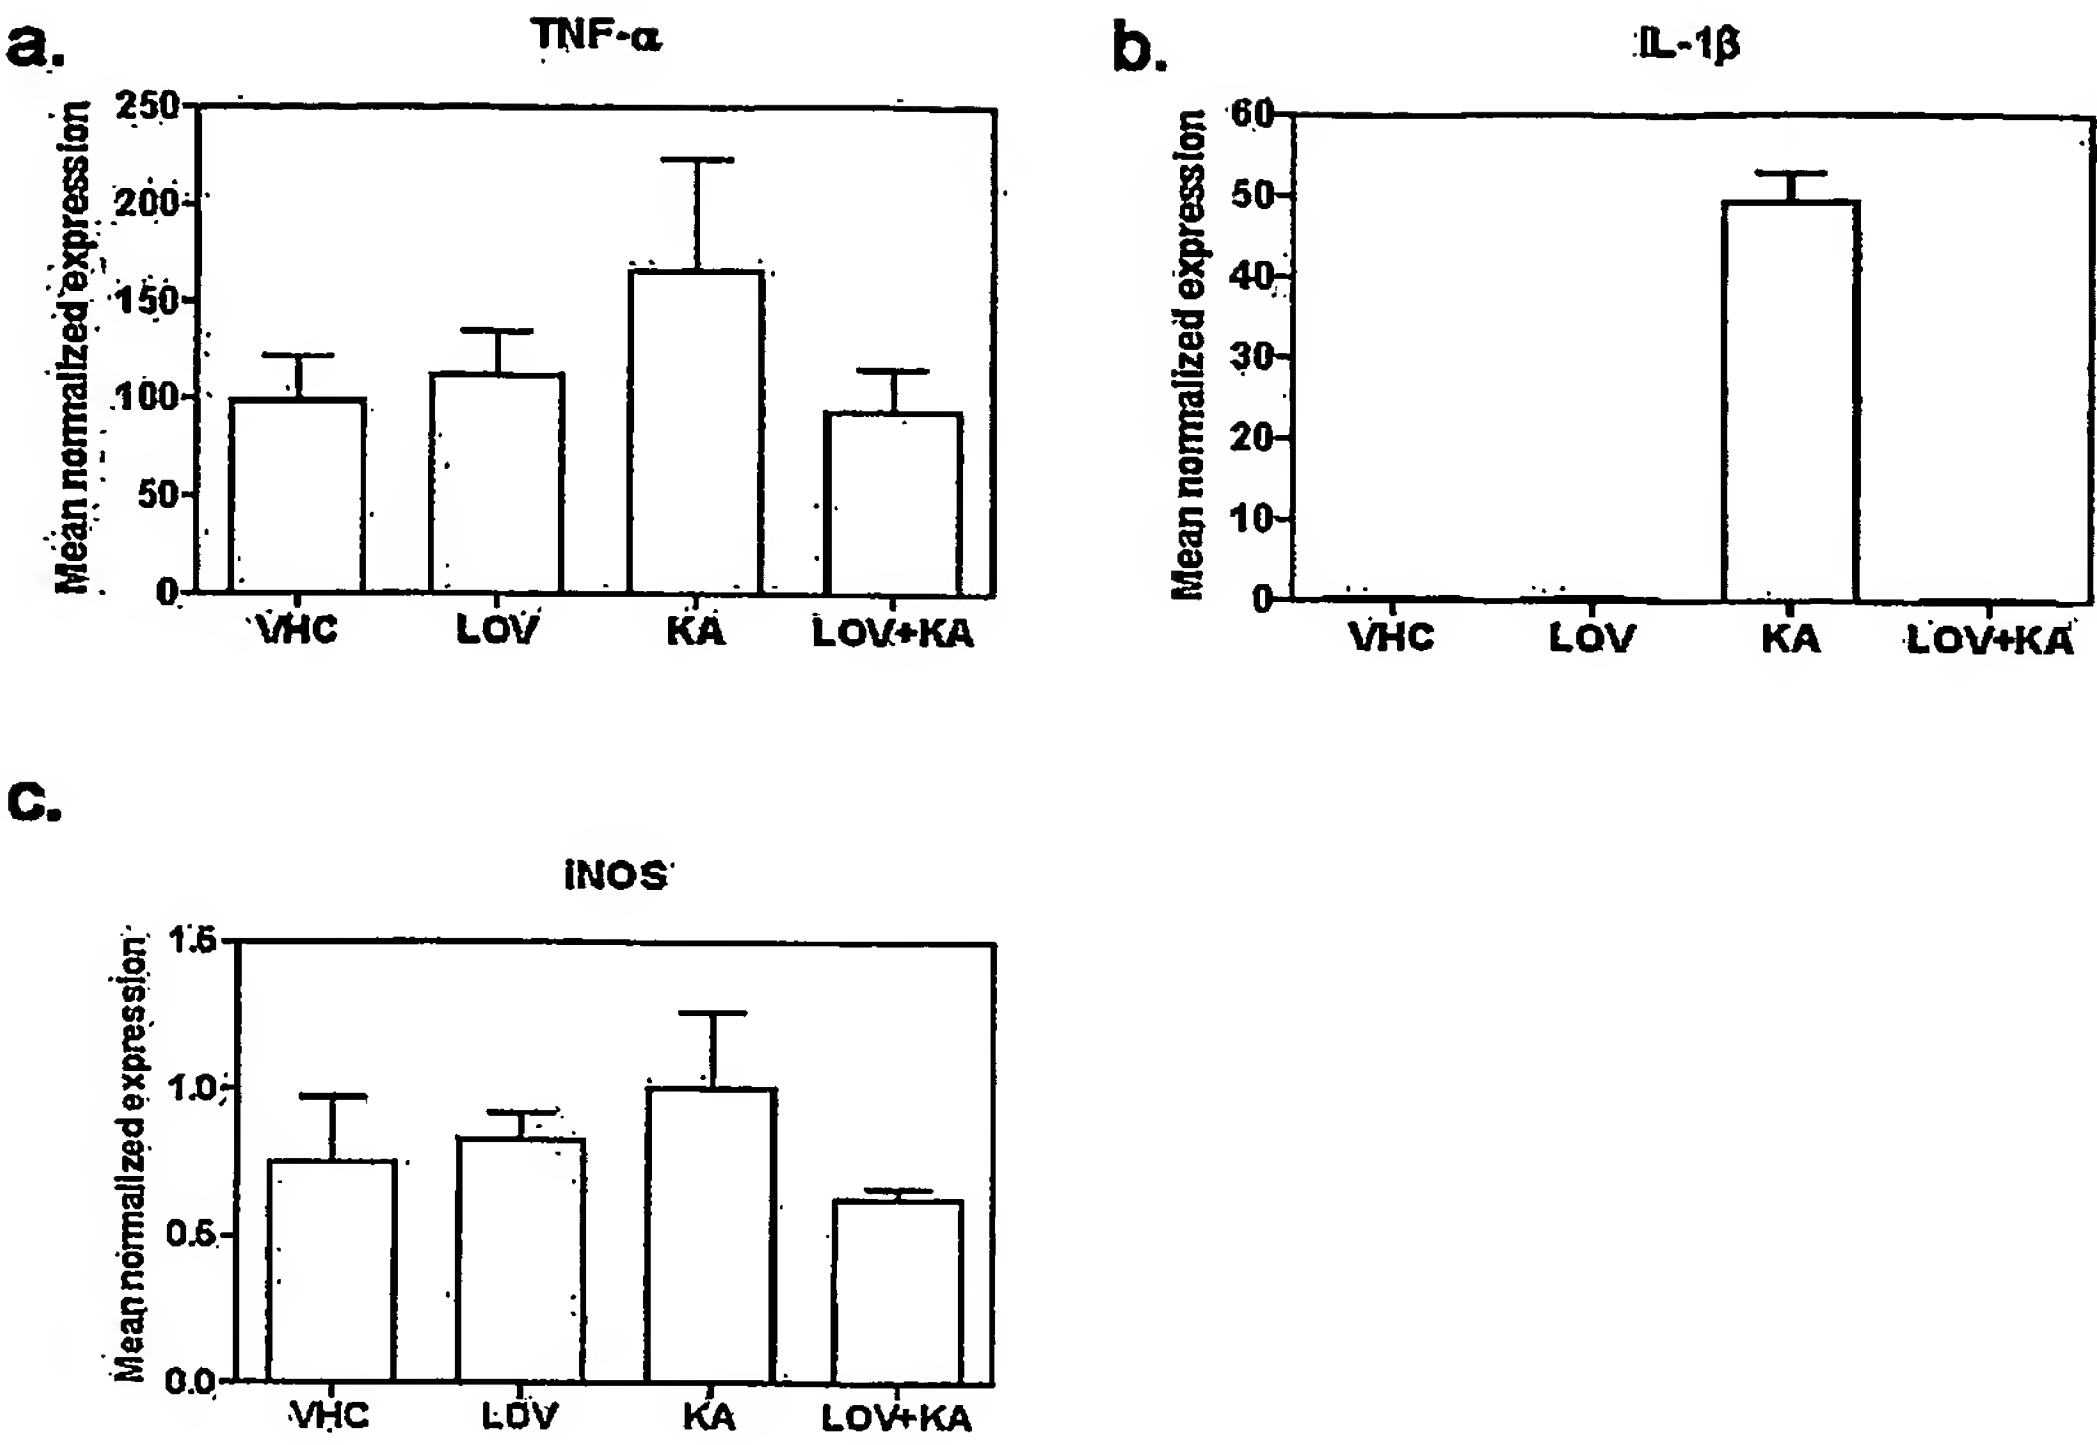 a.
TNF-α
Mean normalized expression
250
200
150
100
50
0
VHC LOV KA LOV+KA
b.
IL-1β
Mean normalized expression
60
50
40
30
20
10
0
VHC LOV KA LOV+KA
c.
iNOS
Mean normalized expression
1.5
1.0
0.5
0.0
VHC LOV KA LOV+KA